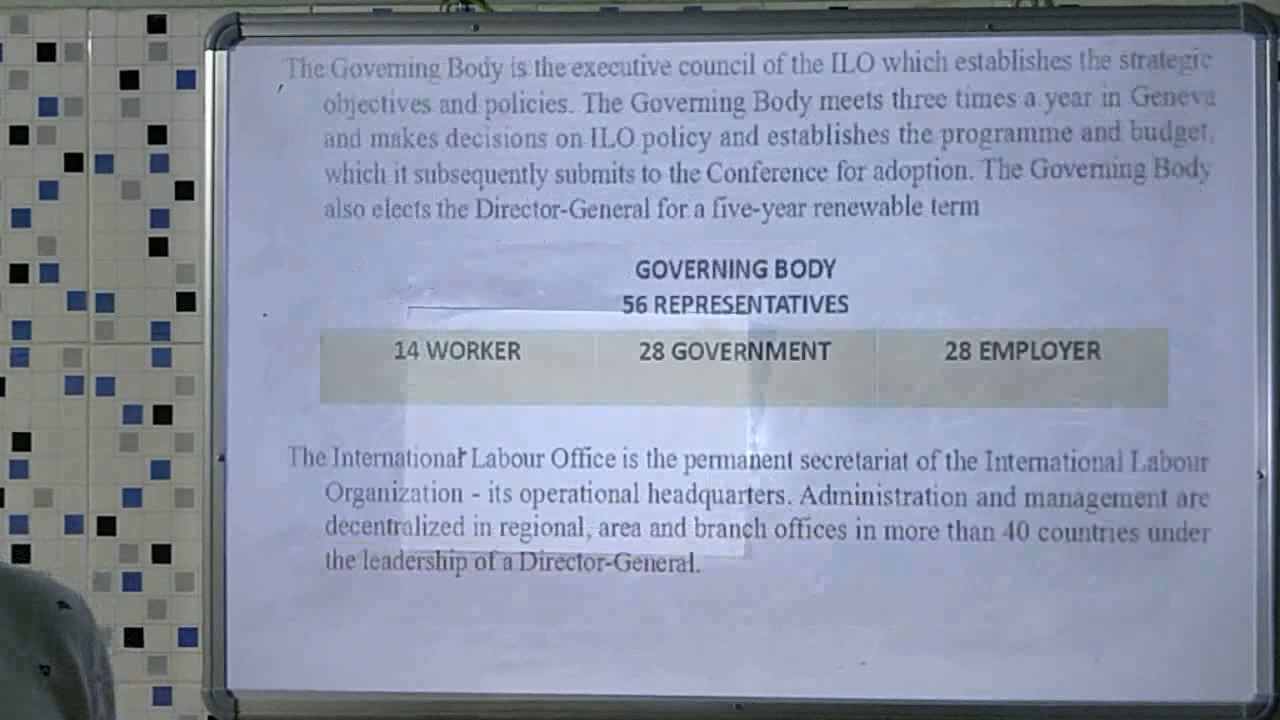 The Governing Body is the executive council of the ILO which establishes the strategic
objectives and policies. The Governing Body meets three times a year in Geneva
and makes decisions on ILO policy and establishes the programme and budget,
which it subsequently submits to the Conference for adoption. The Governing Body
also elects the Director-General for a five-year renewable term
GOVERNING BODY
56 REPRESENTATIVES
14 WORKER 28 GOVERNMENT 28 EMPLOYER
The International Labour Office is the permanent secretariat of the International Labour
Organization - its operational headquarters. Administration and management are
decentralized in regional, area and branch offices in more than 40 countries under
the leadership of a Director-General.